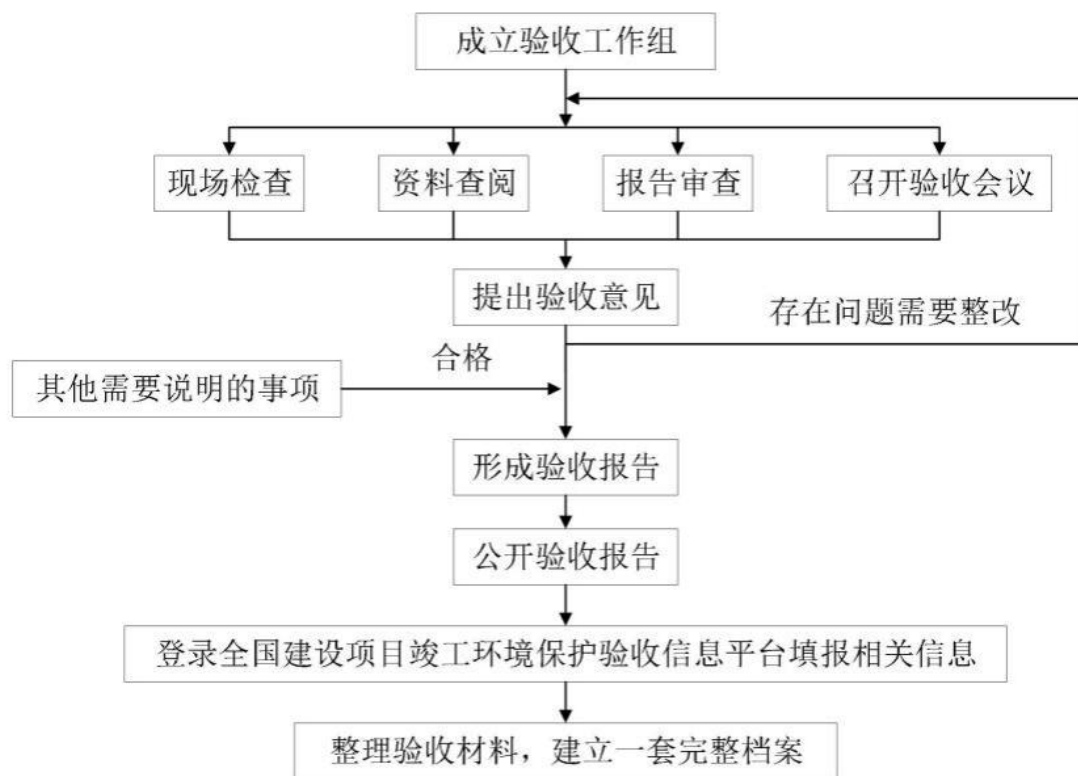 成立验收工作组
现场检查
资料查阅
报告审查
召开验收会议
提出验收意见
存在问题需要整改
合格
其他需要说明的事项
形成验收报告
公开验收报告
登录全国建设项目竣工环境保护验收信息平台填报相关信息
整理验收材料，建立一套完整档案